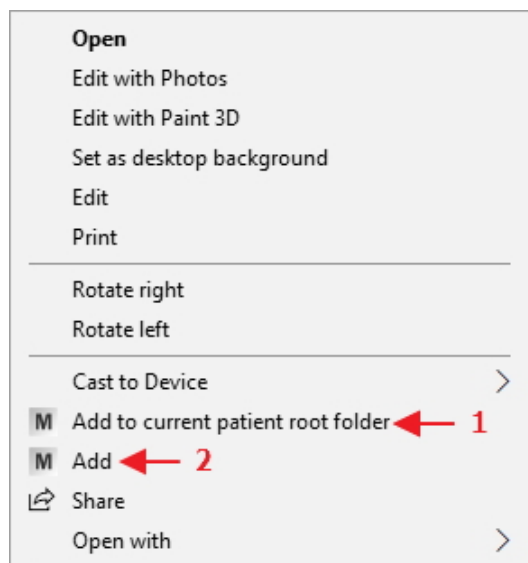 Open
Edit with Photos
Edit with Paint 3D
Set as desktop background
Edit
Print
Rotate right
Rotate left
Cast to Device
M Add to current patient root folder 1
M Add 2
Share
Open with